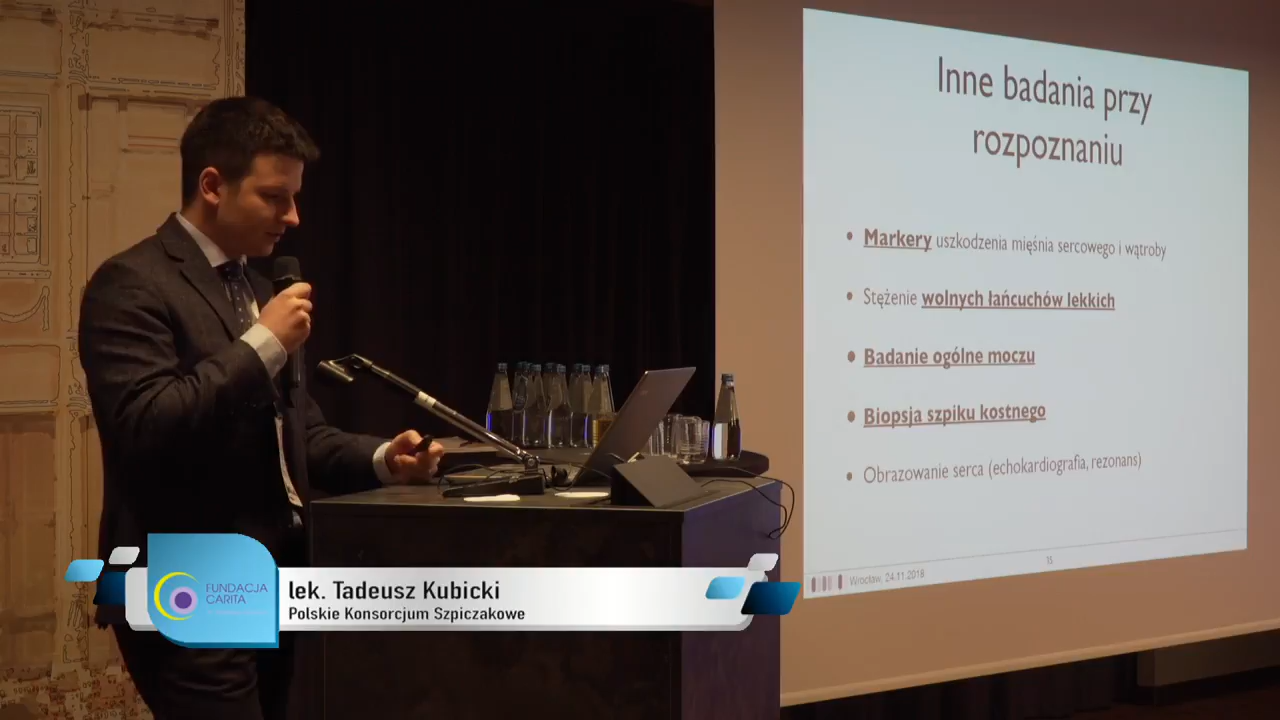 Inne badania przy
rozpoznaniu
• Markery uszkodzenia mięśnia sercowego i wątroby
• Stężenie wolnych łańcuchów lekkich
• Badanie ogólne moczu
• Biopsja szpiku kostnego
• Obrazowanie serca (echokardiografia, rezonans)
15
Wrocław, 24.11.2018
FUNDACJA
CARITA
lek. Tadeusz Kubicki
Polskie Konsorcjum Szpiczakowe